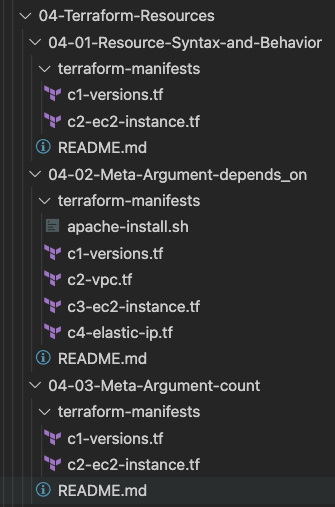 04-Terraform-Resources
04-01-Resource-Syntax-and-Behavior
terraform-manifests
c1-versions.tf
c2-ec2-instance.tf
README.md
04-02-Meta-Argument-depends_on
terraform-manifests
apache-install.sh
c1-versions.tf
c2-vpc.tf
c3-ec2-instance.tf
c4-elastic-ip.tf
README.md
04-03-Meta-Argument-count
terraform-manifests
c1-versions.tf
c2-ec2-instance.tf
README.md